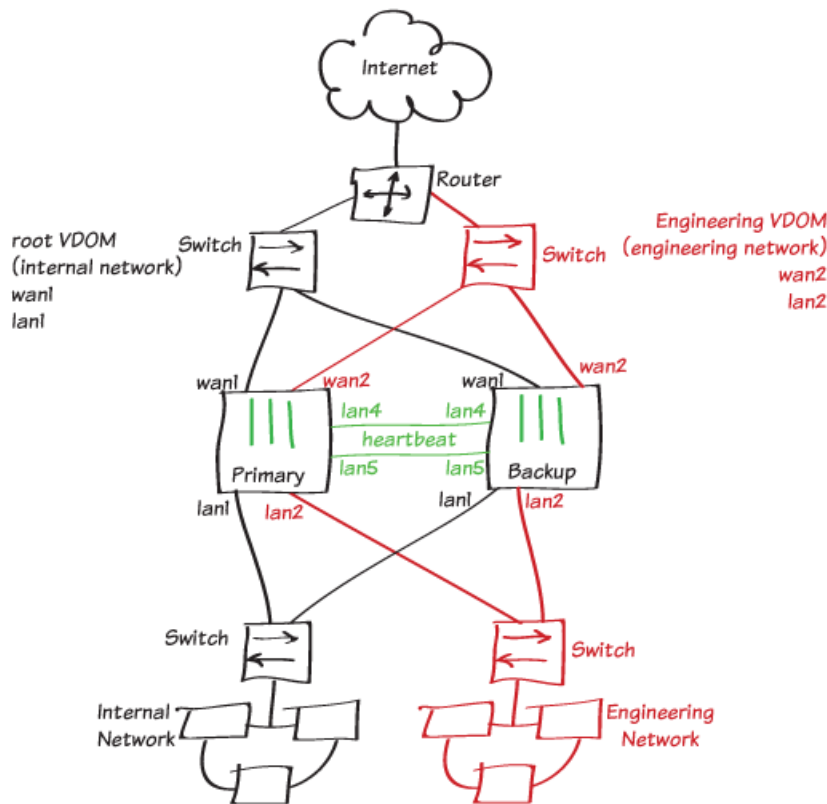 Internet
Router
root VDOM
(internal network)
wan1
lan1
Switch
Switch
Engineering VDOM
(engineering network)
wan2
lan2
wan1
wan2
wan1
wan2
lan4
lan4
heartbeat
lan5
lan5
Primary
Backup
lan1
lan2
lan1
lan2
Switch
Switch
Internal
Network
Engineering
Network